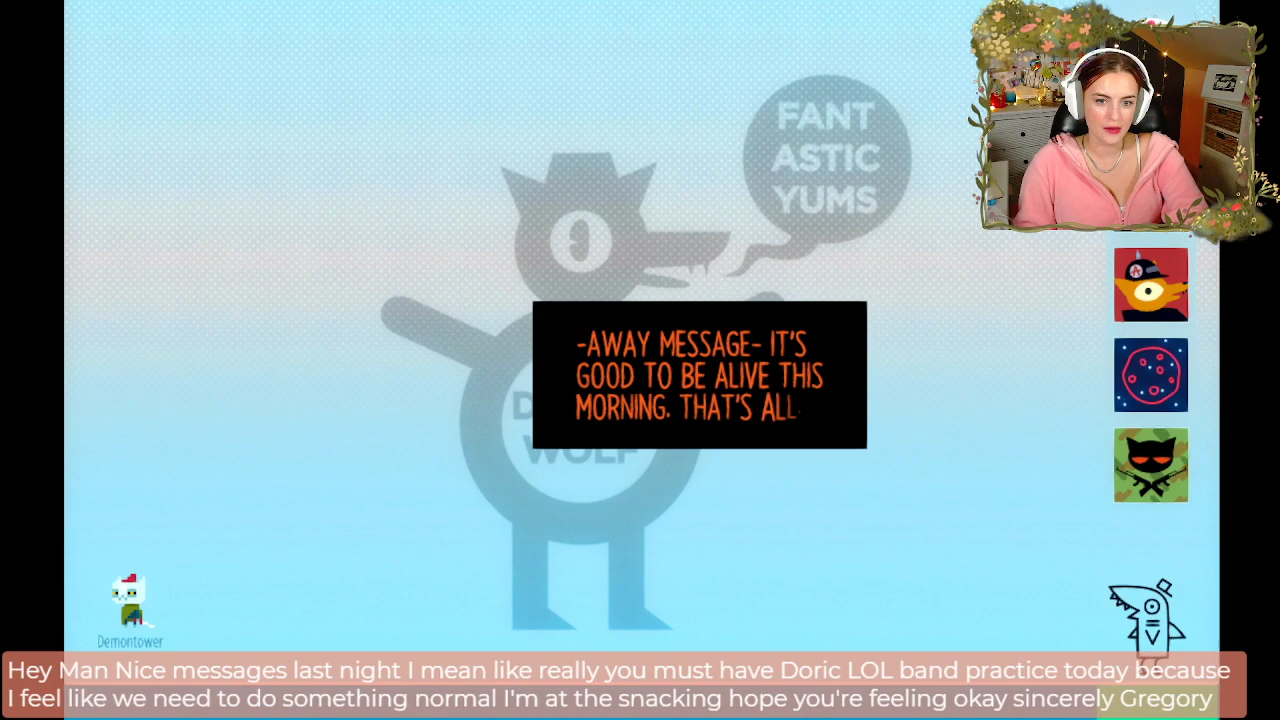 FANT
ASTIC
YUMS
-AWAY MESSAGE- IT'S
GOOD TO BE ALIVE THIS
MORNING. THAT'S ALL.
D
WOLF
A
Demontower
Hey Man Nice messages last night I mean like really you must have Doric LOL band practice today because
I feel like we need to do something normal I'm at the snacking hope you're feeling okay sincerely Gregory